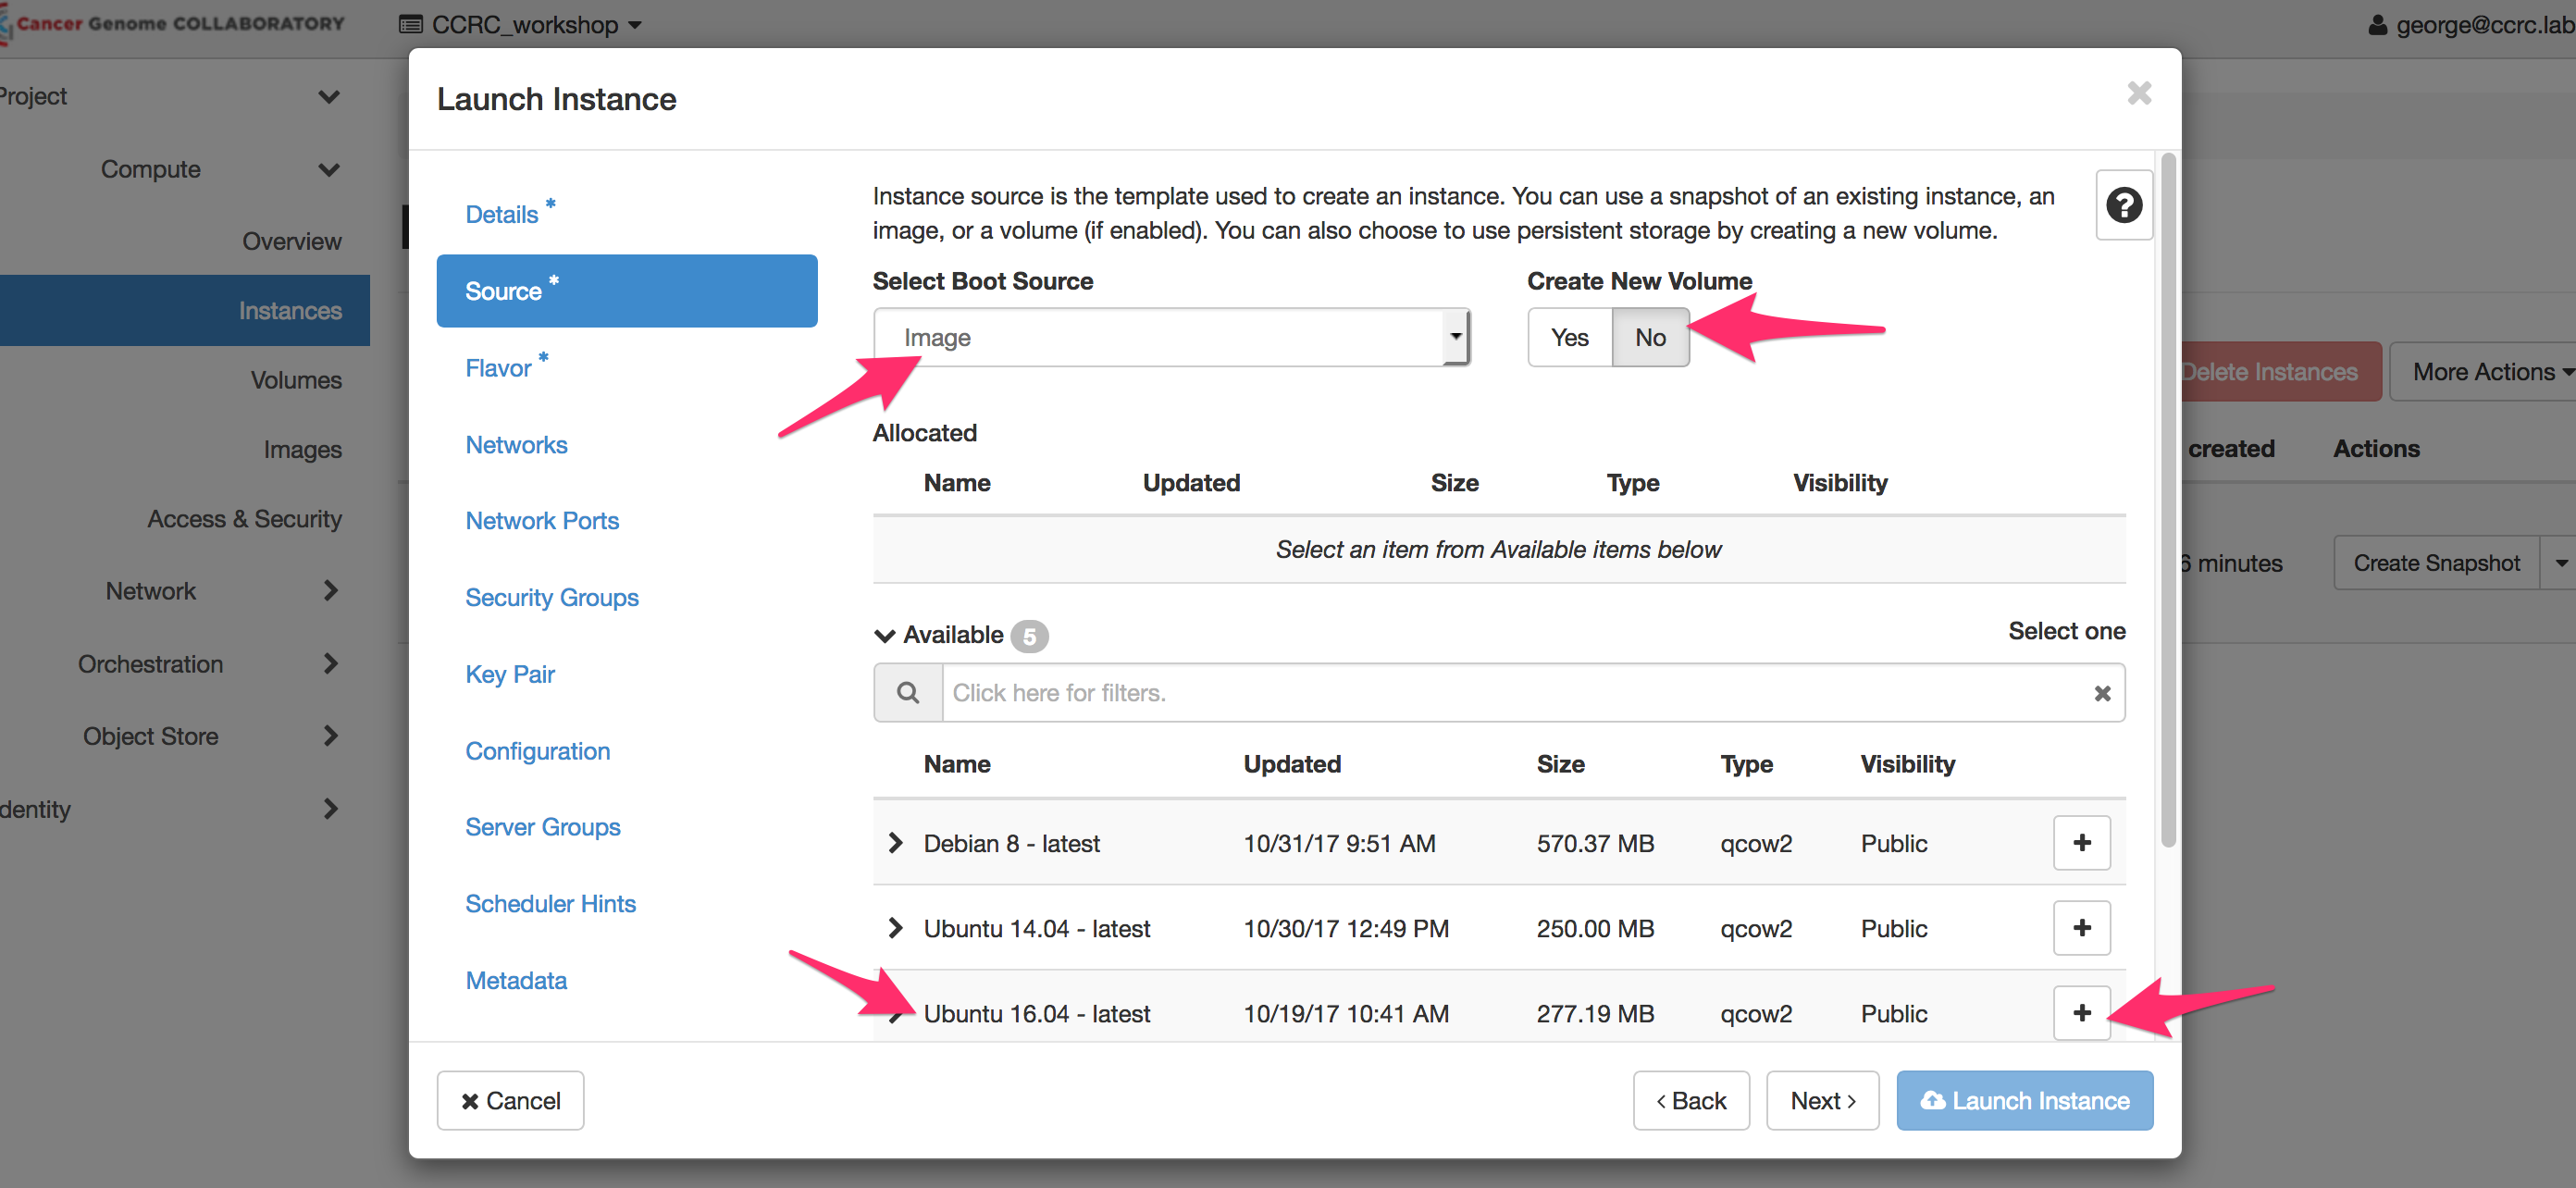 Cancer Genome COLLABORATORY
CCRC_workshop
george@ccrc.lab
Project
Compute
Overview
Instances
Volumes
Images
Access & Security
Network
Orchestration
Object Store
dentity
Launch Instance
Details *
Source *
Flavor *
Networks
Network Ports
Security Groups
Key Pair
Configuration
Server Groups
Scheduler Hints
Metadata
Instance source is the template used to create an instance. You can use a snapshot of an existing instance, an
image, or a volume (if enabled). You can also choose to use persistent storage by creating a new volume.
Select Boot Source Create New Volume
Image Yes No
Allocated
Name Updated Size Type Visibility
Select an item from Available items below
Available 5 Select one
Click here for filters.
Name Updated Size Type Visibility
Debian 8 - latest 10/31/17 9:51 AM 570.37 MB qcow2 Public +
Ubuntu 14.04 - latest 10/30/17 12:49 PM 250.00 MB qcow2 Public +
Ubuntu 16.04 - latest 10/19/17 10:41 AM 277.19 MB qcow2 Public +
Cancel < Back Next > Launch Instance
Delete Instances More Actions
created Actions
6 minutes Create Snapshot